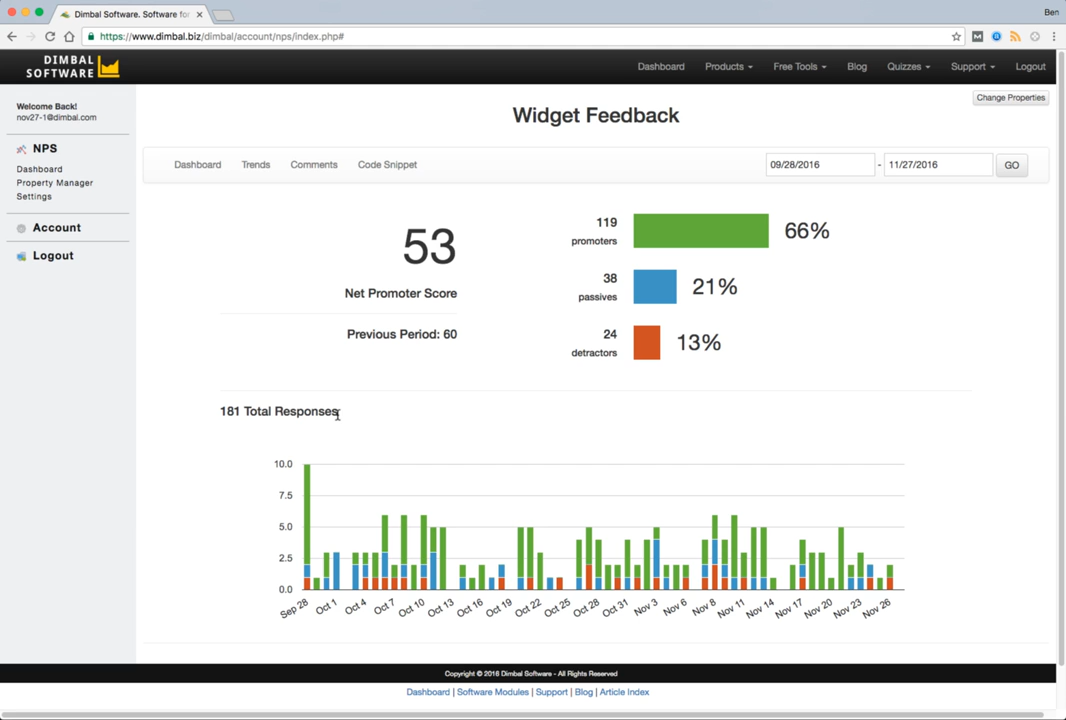 Dimbal Software. Software for
Ben
https://www.dimbal.biz/dimbal/account/nps/index.php#
DIMBAL
SOFTWARE
Dashboard Products Free Tools Blog Quizzes Support Logout
Welcome Back!
nov27-1@dimbal.com
NPS
Dashboard
Property Manager
Settings
Account
Logout
Change Properties
Widget Feedback
Dashboard Trends Comments Code Snippet 09/28/2016 - 11/27/2016 GO
53
Net Promoter Score
Previous Period: 60
119
promoters
66%
38
passives
21%
24
detractors
13%
181 Total Responses
10.0
7.5
5.0
2.5
0.0
Sep 28 Oct 1 Oct 4 Oct 7 Oct 10 Oct 13 Oct 16 Oct 19 Oct 22 Oct 25 Oct 28 Oct 31 Nov 3 Nov 6 Nov 8 Nov 11 Nov 14 Nov 17 Nov 20 Nov 23 Nov 26
Copyright © 2016 Dimbal Software - All Rights Reserved
Dashboard | Software Modules | Support | Blog | Article Index